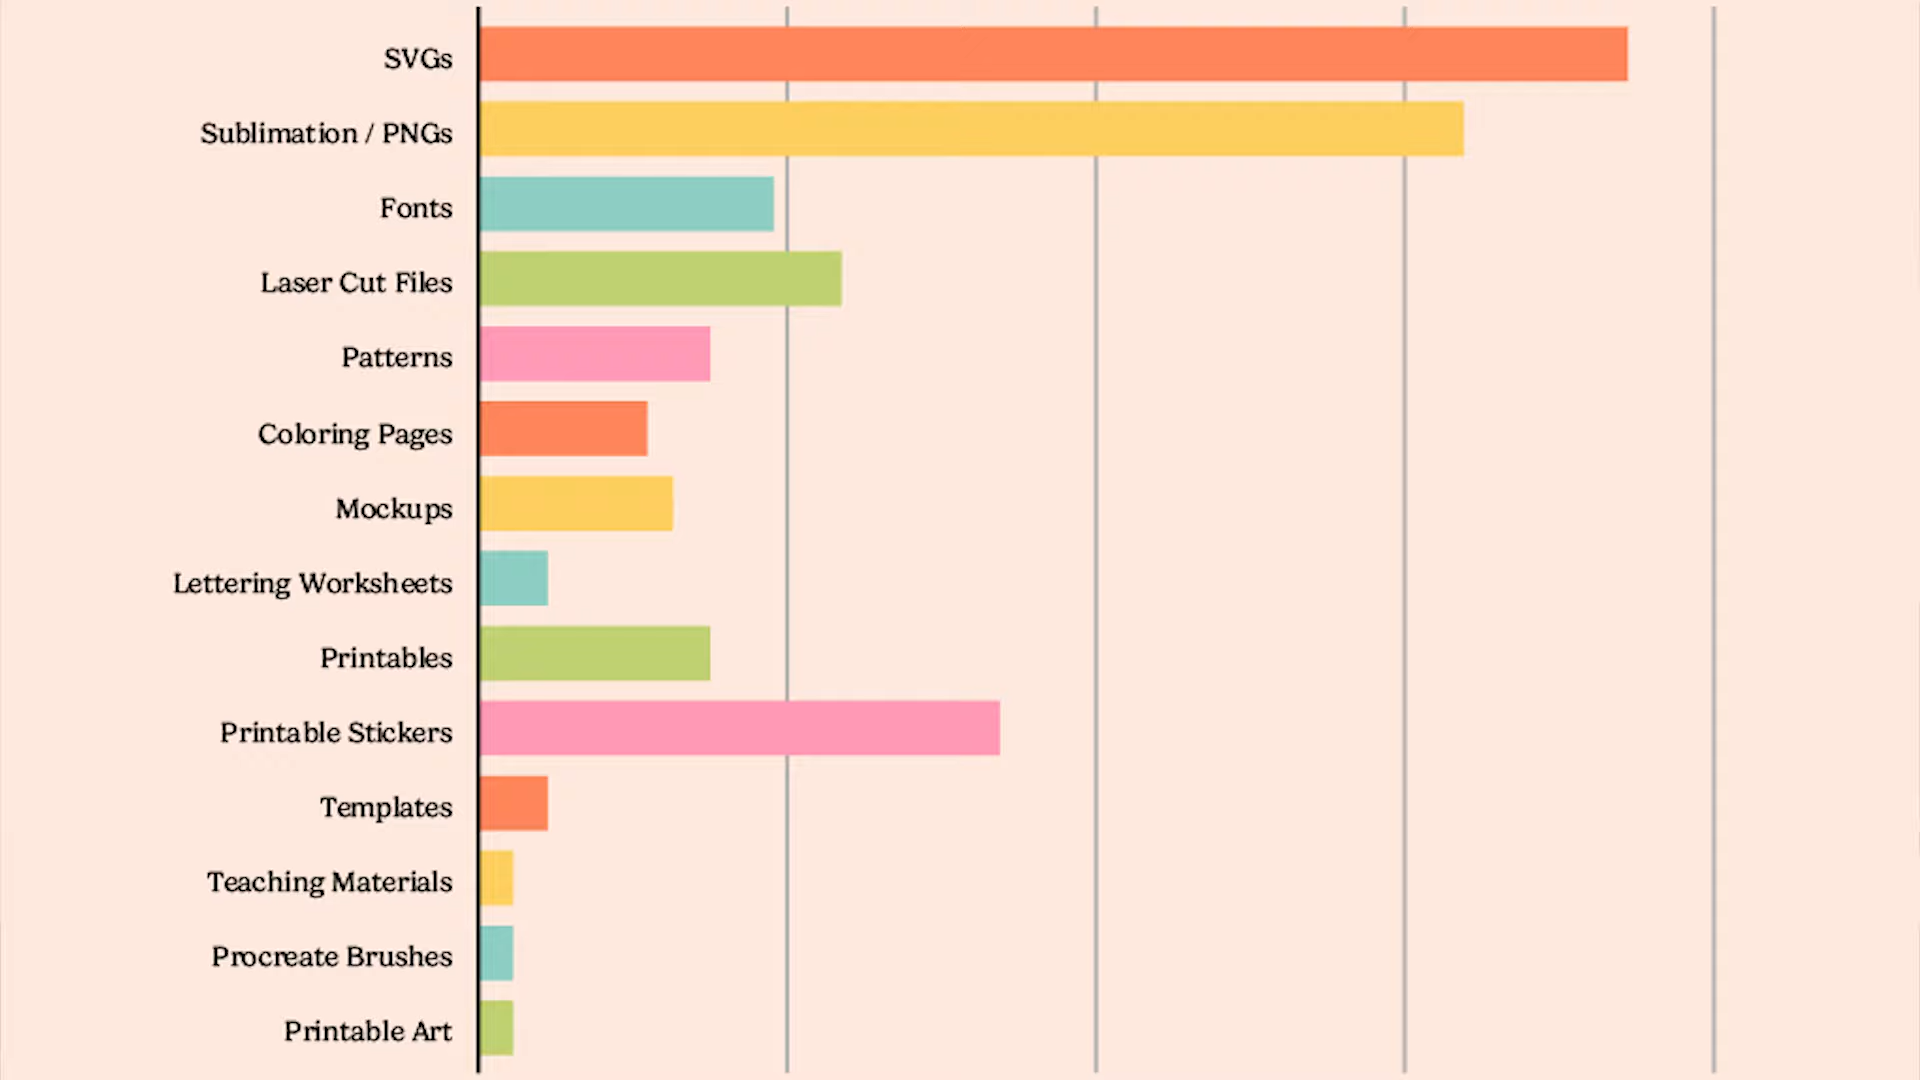 SVGs
Sublimation / PNGs
Fonts
Laser Cut Files
Patterns
Coloring Pages
Mockups
Lettering Worksheets
Printables
Printable Stickers
Templates
Teaching Materials
Procreate Brushes
Printable Art